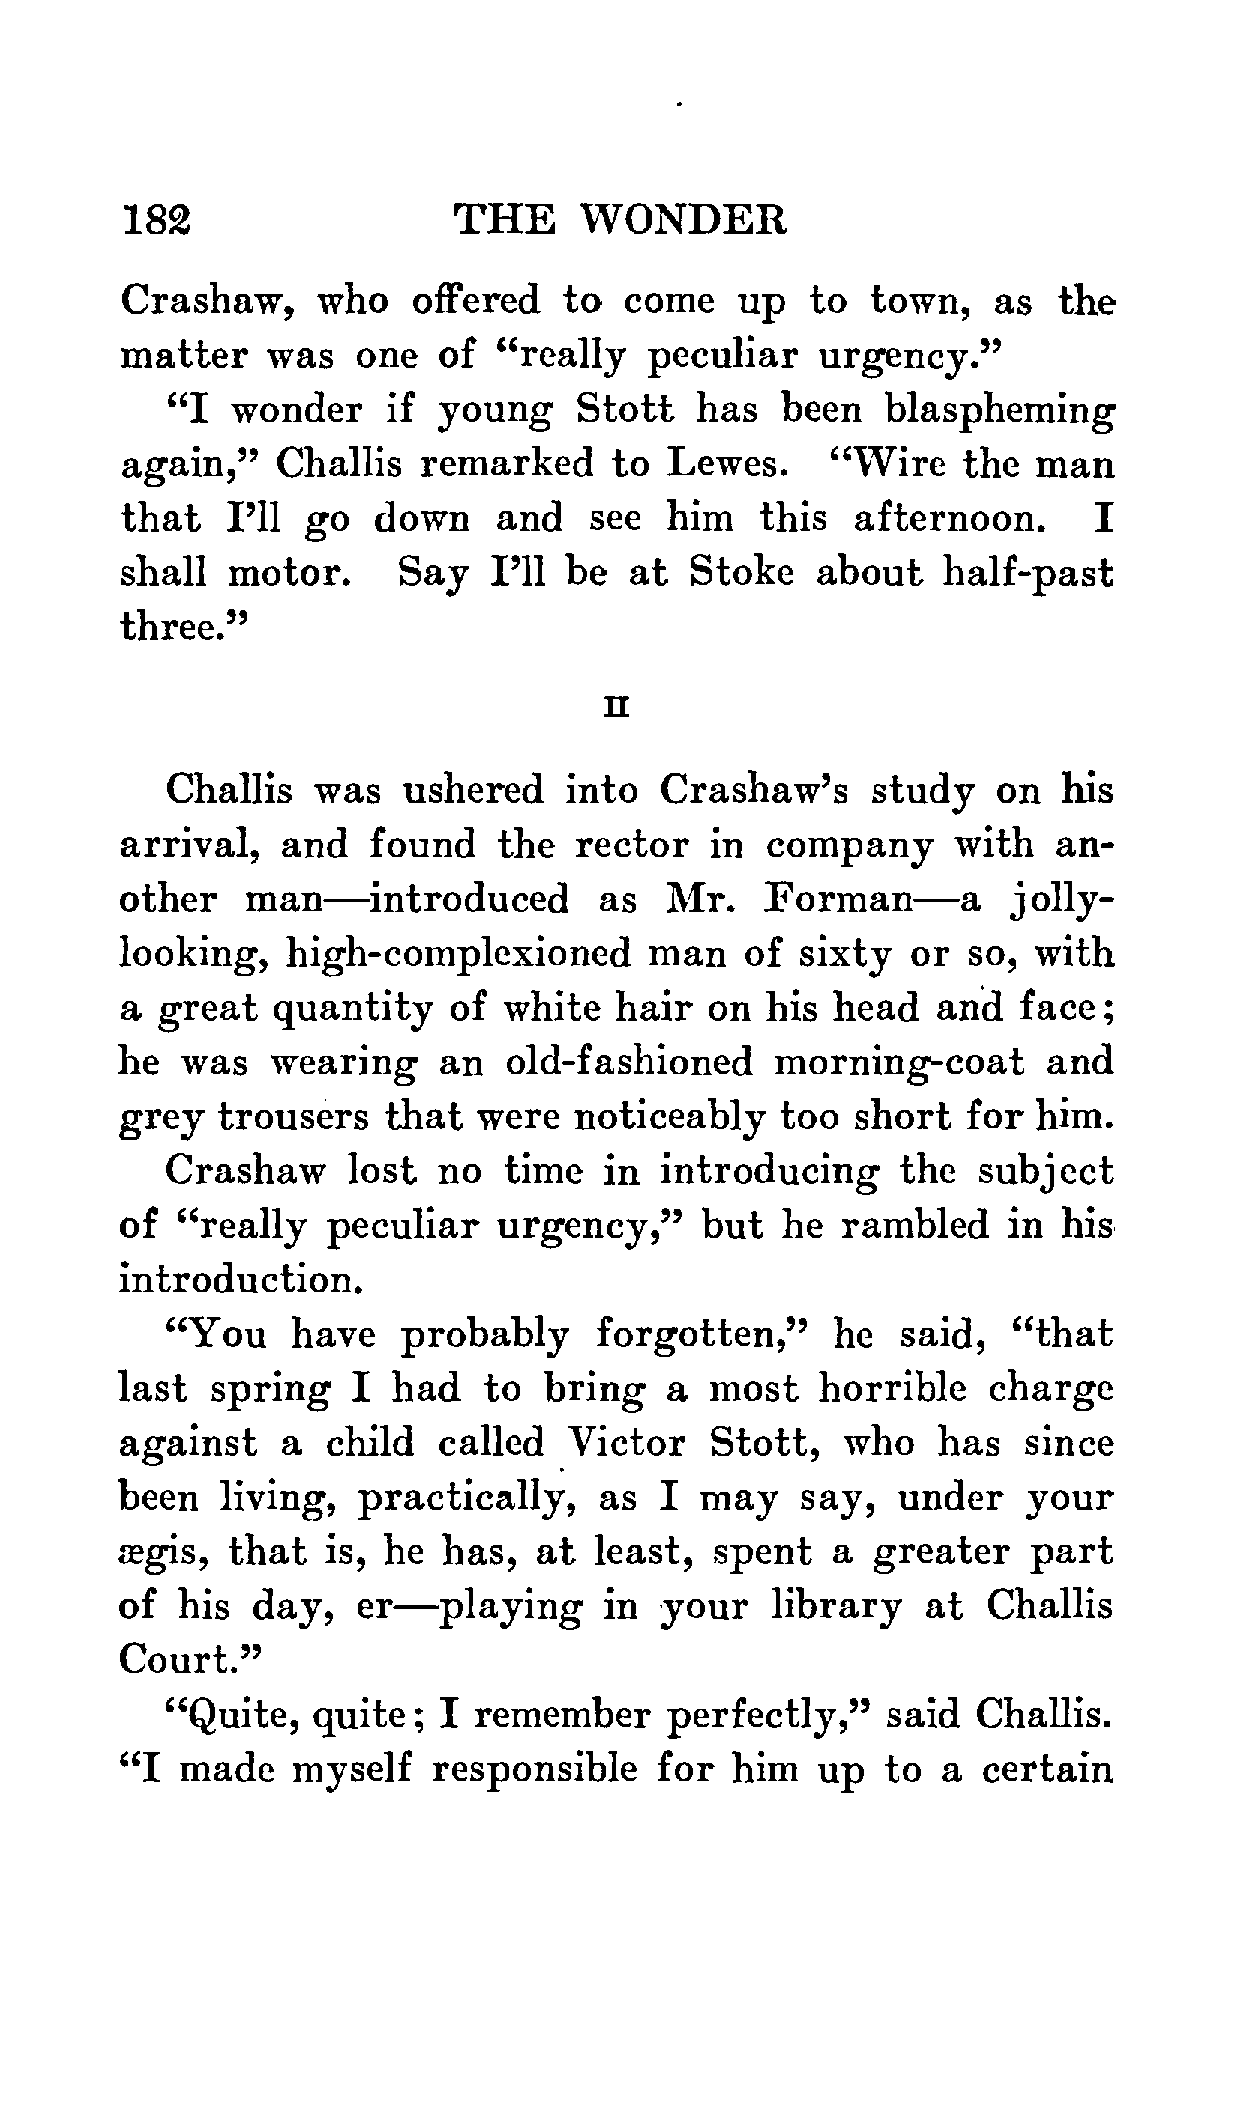 182 THE WONDER
Crashaw, who offered to come up to town, as the
matter was one of “really peculiar urgency.”
“I wonder if young Stott has been blaspheming
again,” Challis remarked to Lewes. “Wire the man
that I’ll go down and see him this afternoon. I
shall motor. Say I’ll be at Stoke about half-past
three.”
II
Challis was ushered into Crashaw’s study on his
arrival, and found the rector in company with an-
other man—introduced as Mr. Forman—a jolly-
looking, high-complexioned man of sixty or so, with
a great quantity of white hair on his head and face;
he was wearing an old-fashioned morning-coat and
grey trousers that were noticeably too short for him.
Crashaw lost no time in introducing the subject
of “really peculiar urgency,” but he rambled in his
introduction.
“You have probably forgotten,” he said, “that
last spring I had to bring a most horrible charge
against a child called Victor Stott, who has since
been living, practically, as I may say, under your
ægis, that is, he has, at least, spent a greater part
of his day, er—playing in your library at Challis
Court.”
“Quite, quite; I remember perfectly,” said Challis.
“I made myself responsible for him up to a certain